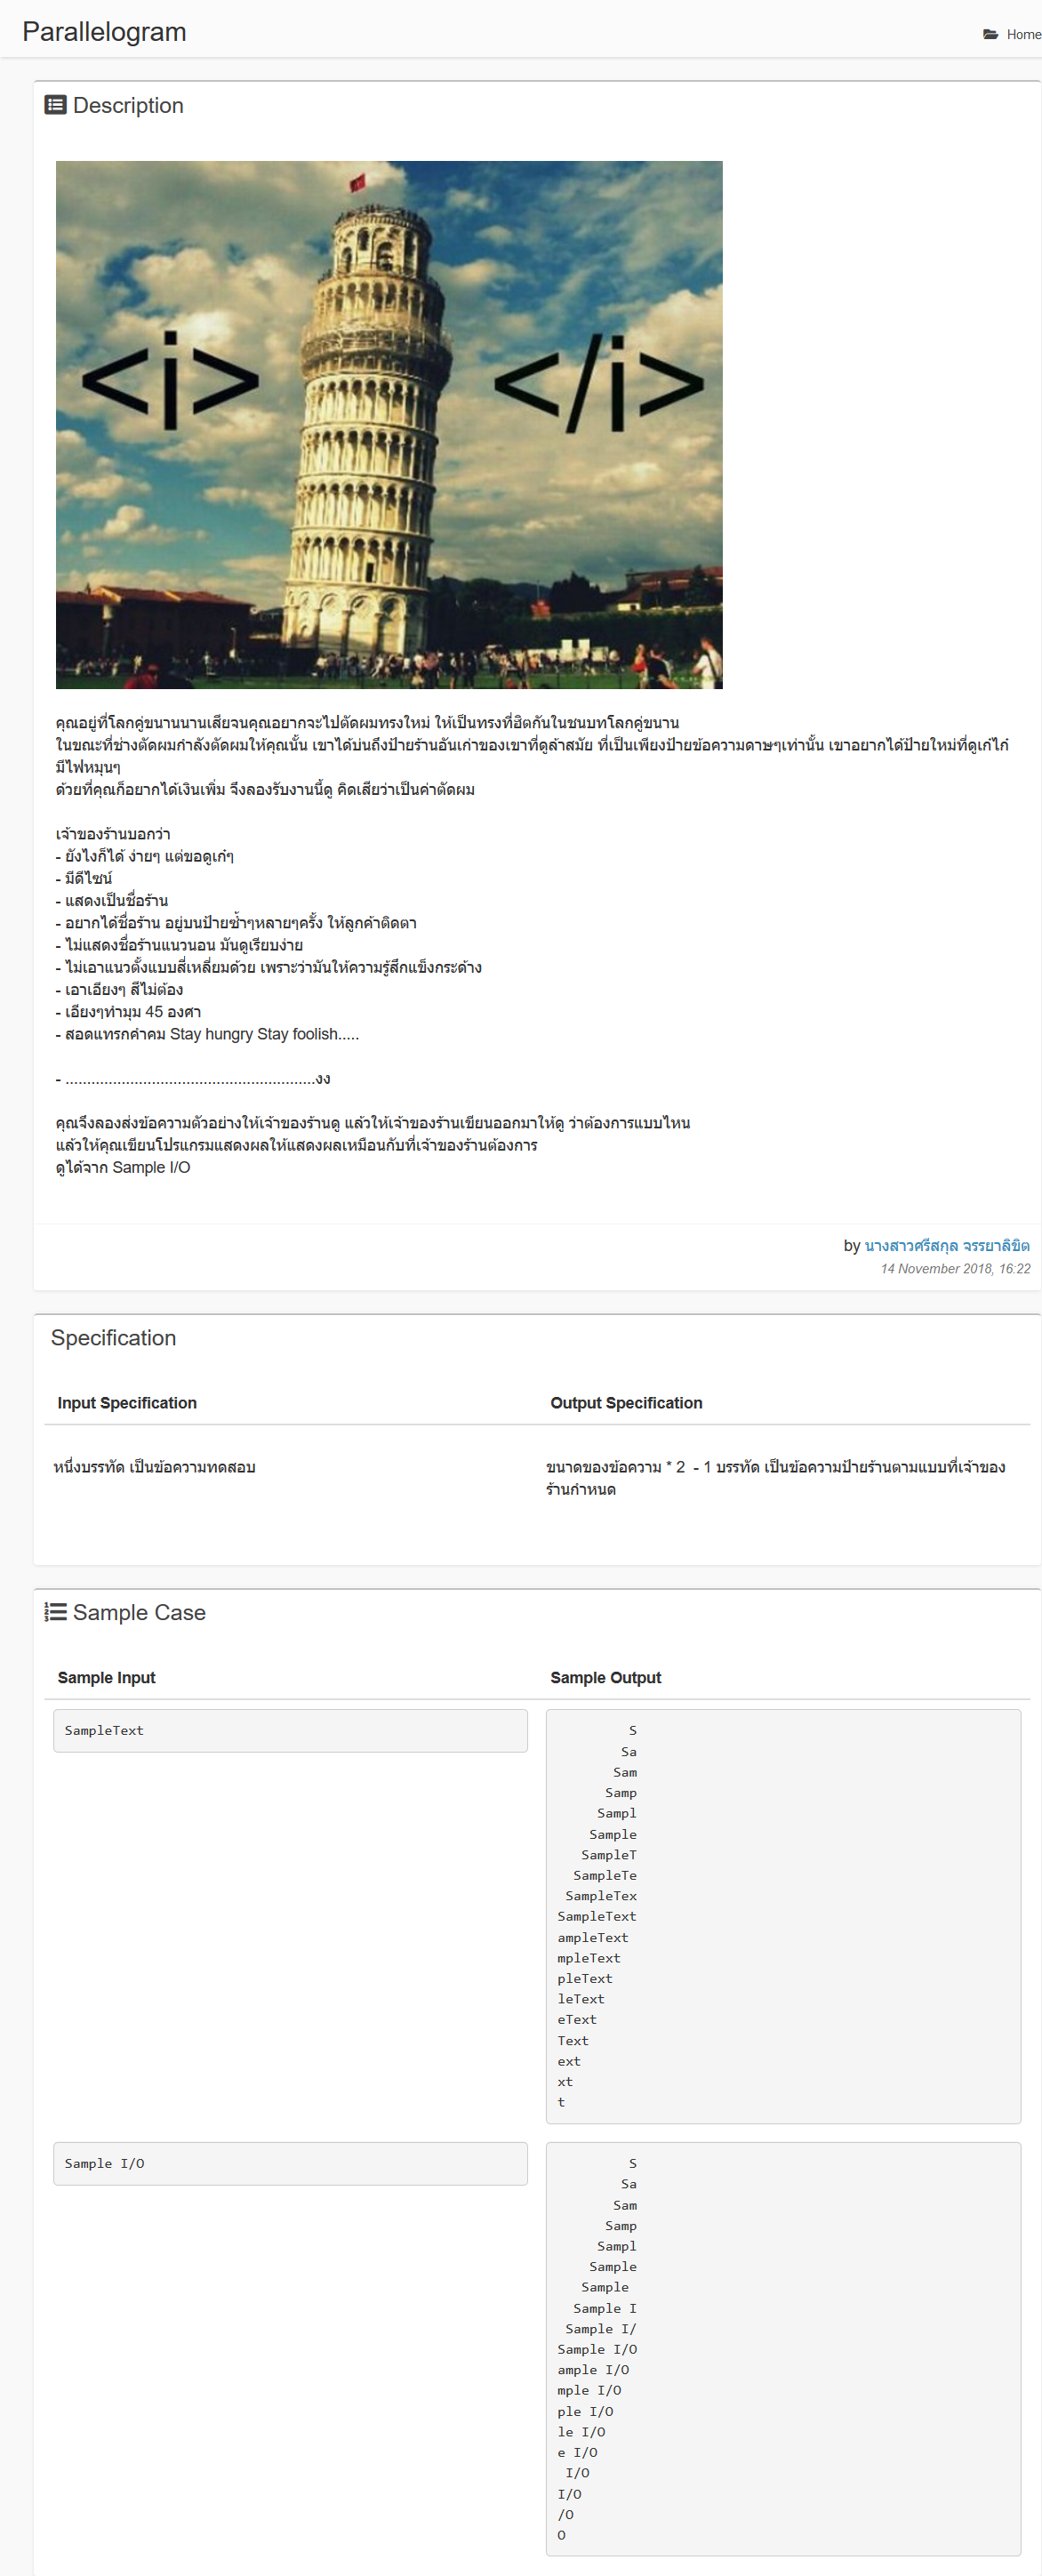 Parallelogram
Home
Description
<i> </i>
คุณอยู่ที่โลกคู่ขนานนานเสียจนคุณอยากจะไปตัดผมทรงใหม่ ให้เป็นทรงที่ฮิตกันในชนบทโลกคู่ขนาน
ในขณะที่ช่างตัดผมกำลังตัดผมให้คุณนั้น เขาได้บ่นถึงป้ายร้านอันเก่าของเขาที่ดูล้าสมัย ที่เป็นเพียงป้ายข้อความดาษๆเท่านั้น เขาอยากได้ป้ายใหม่ที่ดูเก๋ไก๋
มีไฟหมุนๆ
ด้วยที่คุณก็อยากได้เงินเพิ่ม จึงลองรับงานนี้ดู คิดเสียว่าเป็นค่าตัดผม
เจ้าของร้านบอกว่า
- ยังไงก็ได้ ง่ายๆ แต่ขอดูเก๋ๆ
- มีดีไซน์
- แสดงเป็นชื่อร้าน
- อยากได้ชื่อร้าน อยู่บนป้ายซ้ำๆหลายๆครั้ง ให้ลูกค้าติดตา
- ไม่แสดงชื่อร้านแนวนอน มันดูเรียบง่าย
- ไม่เอาแนวตั้งแบบสี่เหลี่ยมด้วย เพราะว่ามันให้ความรู้สึกแข็งกระด้าง
- เอาเอียงๆ สีไม่ต้อง
- เอียงๆทำมุม 45 องศา
- สอดแทรกคำคม Stay hungry Stay foolish.....
- ..........................................................งง
คุณจึงลองส่งข้อความตัวอย่างให้เจ้าของร้านดู แล้วให้เจ้าของร้านเขียนออกมาให้ดู ว่าต้องการแบบไหน
แล้วให้คุณเขียนโปรแกรมแสดงผลให้แสดงผลเหมือนกับที่เจ้าของร้านต้องการ
ดูได้จาก Sample I/O
by นางสาวศรีสกุล จรรยาลิขิต
14 November 2018, 16:22
Specification
Input Specification
Output Specification
หนึ่งบรรทัด เป็นข้อความทดสอบ
ขนาดของข้อความ * 2 - 1 บรรทัด เป็นข้อความป้ายร้านตามแบบที่เจ้าของ
ร้านกำหนด
Sample Case
Sample Input
Sample Output
SampleText
         S
        Sa
       Sam
      Samp
     Sampl
    Sample
   SampleT
  SampleTe
 SampleTex
SampleText
ampleText
mpleText
pleText
leText
eText
Text
ext
xt
t
Sample I/O
         S
        Sa
       Sam
      Samp
     Sampl
    Sample
   Sample
  Sample I
 Sample I/
Sample I/O
ample I/O
mple I/O
ple I/O
le I/O
e I/O
 I/O
I/O
/O
O